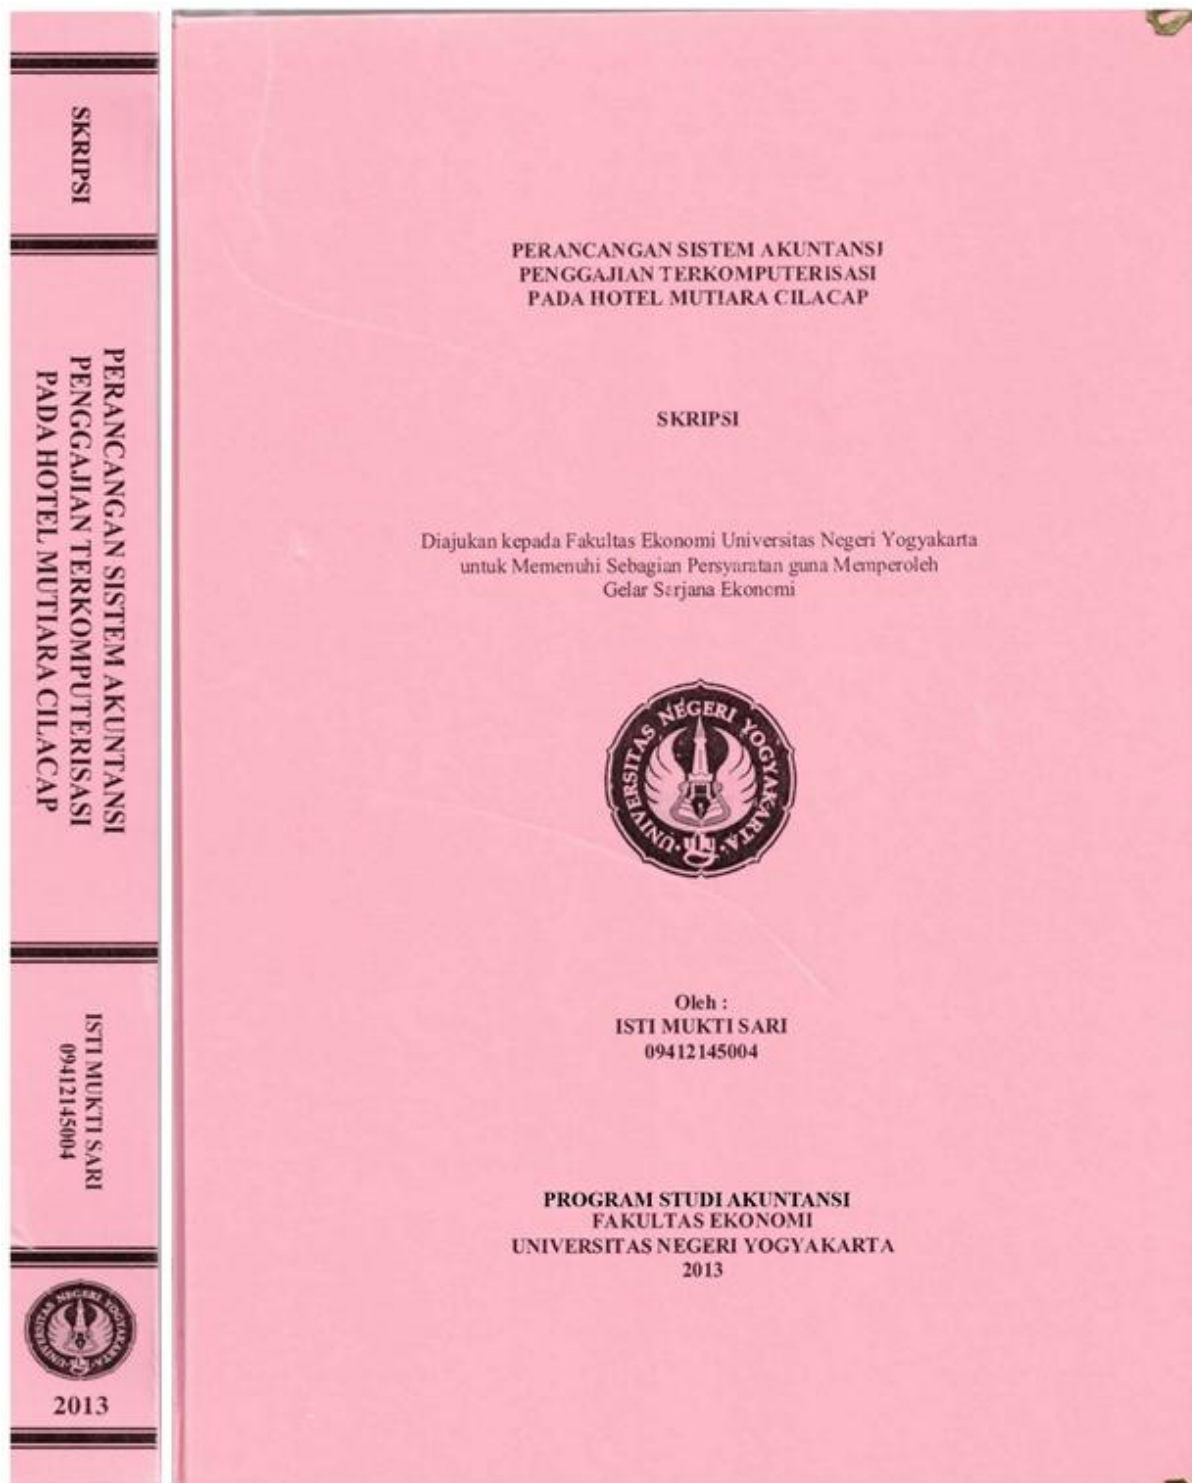 SKRIPSI
PERANCANGAN SISTEM AKUNTANSI
PENGGAJIAN TERKOMPUTERISASI
PADA HOTEL MUTIARA CILACAP
ISTI MUKTI SARI
09412145004
UNIVERSITAS NEGERI YOGYAKARTA
2013
PERANCANGAN SISTEM AKUNTANSI
PENGGAJIAN TERKOMPUTERISASI
PADA HOTEL MUTIARA CILACAP
SKRIPSI
Diajukan kepada Fakultas Ekonomi Universitas Negeri Yogyakarta
untuk Memenuhi Sebagian Persyaratan guna Memperoleh
Gelar Sarjana Ekonomi
UNIVERSITAS NEGERI YOGYAKARTA
Oleh :
ISTI MUKTI SARI
09412145004
PROGRAM STUDI AKUNTANSI
FAKULTAS EKONOMI
UNIVERSITAS NEGERI YOGYAKARTA
2013